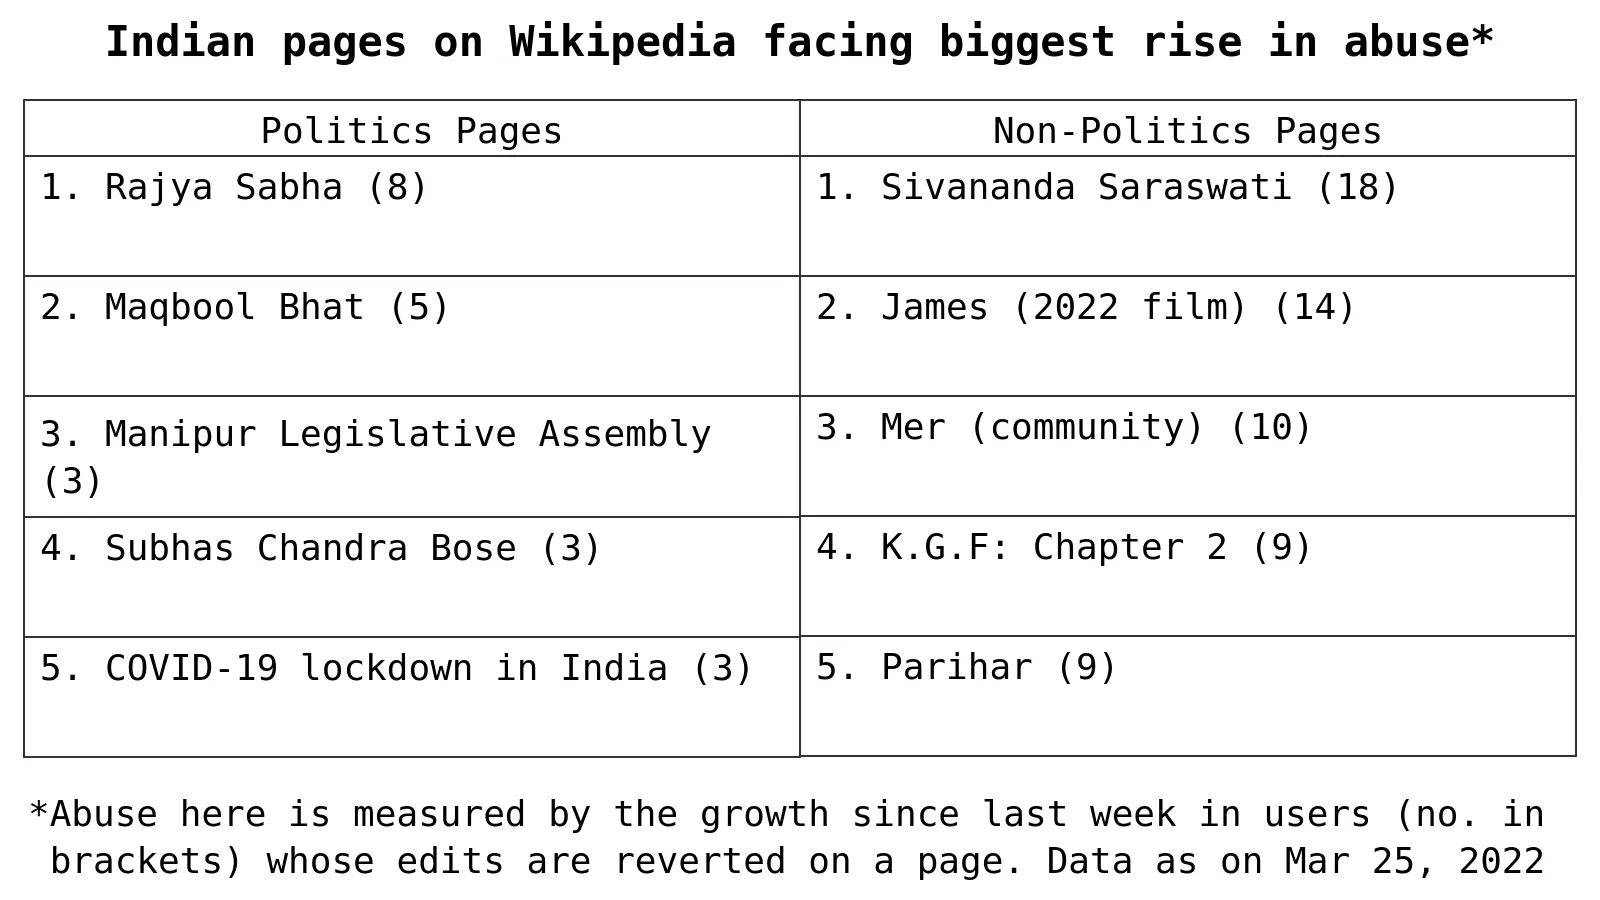 Indian pages on Wikipedia facing biggest rise in abuse*
Politics Pages
Non-Politics Pages
1. Rajya Sabha (8)
1. Sivananda Saraswati (18)
2. Maqbool Bhat (5)
2. James (2022 film) (14)
3. Manipur Legislative Assembly
(3)
3. Mer (community) (10)
4. Subhas Chandra Bose (3)
4. K.G.F: Chapter 2 (9)
5. COVID-19 lockdown in India (3)
5. Parihar (9)
*Abuse here is measured by the growth since last week in users (no. in
brackets) whose edits are reverted on a page. Data as on Mar 25, 2022